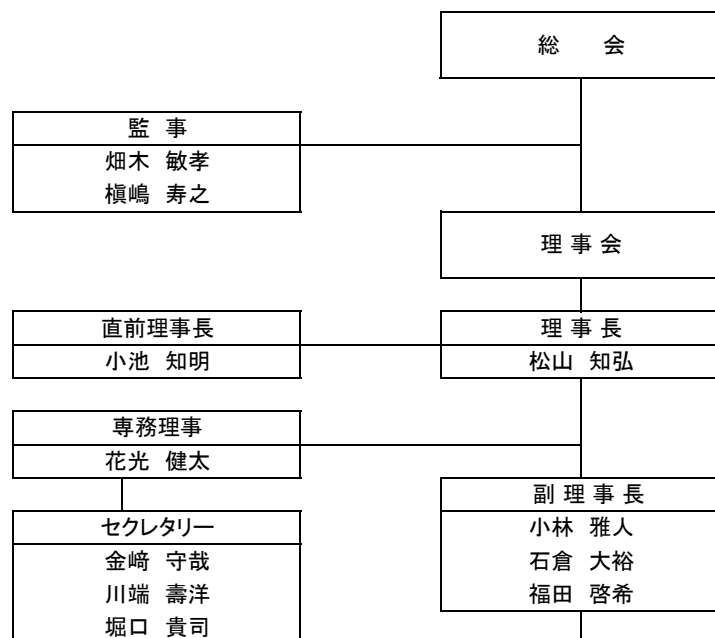 総 会
監 事
畑木 敏孝
槇嶋 寿之
理 事 会
直前理事長
小池 知明
理 事 長
松山 知弘
専務理事
花光 健太
副 理 事 長
小林 雅人
石倉 大裕
福田 啓希
セクレタリー
金﨑 守哉
川端 壽洋
堀口 貴司